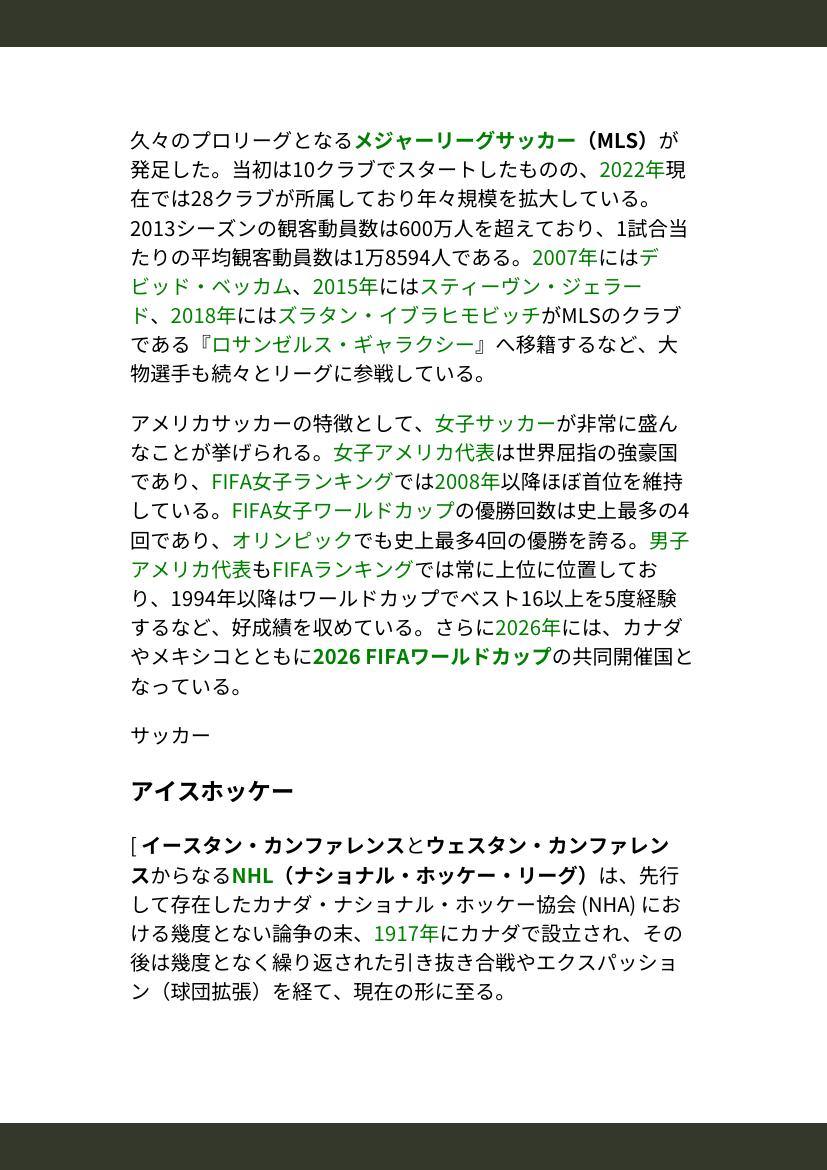 久々のプロリーグとなるメジャーリーグサッカー（MLS）が
発足した。当初は10クラブでスタートしたものの、2022年現
在では28クラブが所属しており年々規模を拡大している。
2013シーズンの観客動員数は600万人を超えており、1試合当
たりの平均観客動員数は1万8594人である。2007年にはデ
ビッド・ベッカム、2015年にはスティーヴン・ジェラー
ド、2018年にはズラタン・イブラヒモビッチがMLSのクラブ
である『ロサンゼルス・ギャラクシー』へ移籍するなど、大
物選手も続々とリーグに参戦している。
アメリカサッカーの特徴として、女子サッカーが非常に盛ん
なことが挙げられる。女子アメリカ代表は世界屈指の強豪国
であり、FIFA女子ランキングでは2008年以降ほぼ首位を維持
している。FIFA女子ワールドカップの優勝回数は史上最多の4
回であり、オリンピックでも史上最多4回の優勝を誇る。男子
アメリカ代表もFIFAランキングでは常に上位に位置してお
り、1994年以降はワールドカップでベスト16以上を5度経験
するなど、好成績を収めている。さらに2026年には、カナダ
やメキシコとともに2026 FIFAワールドカップの共同開催国と
なっている。
サッカー
アイスホッケー
[ イースタン・カンファレンスとウェスタン・カンファレン
スからなるNHL（ナショナル・ホッケー・リーグ）は、先行
して存在したカナダ・ナショナル・ホッケー協会 (NHA) にお
ける幾度とない論争の末、1917年にカナダで設立され、その
後は幾度となく繰り返された引き抜き合戦やエクスパッショ
ン（球団拡張）を経て、現在の形に至る。